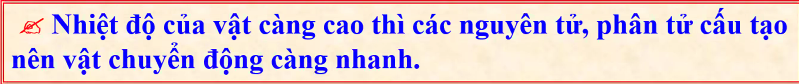 Nhiệt độ của vật càng cao thì các nguyên tử, phân tử cấu tạo
nên vật chuyển động càng nhanh.